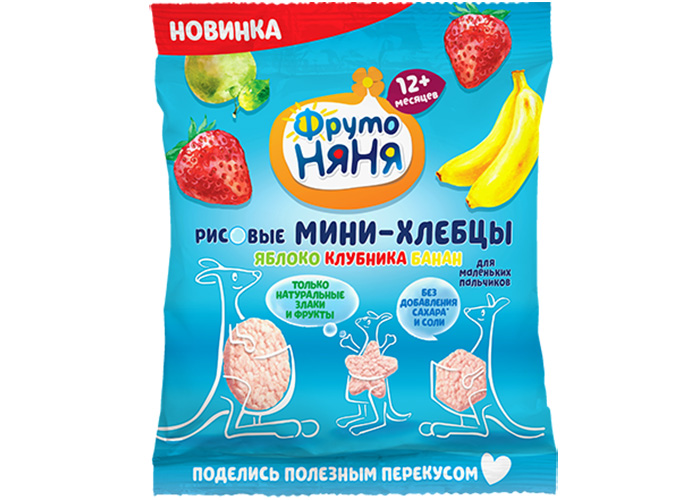 НОВИНКА
12+
месяцев
Фруто
НЯНЯ
РИСОВЫЕ МИНИ-ХЛЕБЦЫ
ЯБЛОКО КЛУБНИКА БАНАН
для
маленьких
пальчиков
ТОЛЬКО
НАТУРАЛЬНЫЕ
ЗЛАКИ
И ФРУКТЫ
БЕЗ
ДОБАВЛЕНИЯ
САХАРА*
И СОЛИ
ПОДЕЛИСЬ ПОЛЕЗНЫМ ПЕРЕКУСОМ